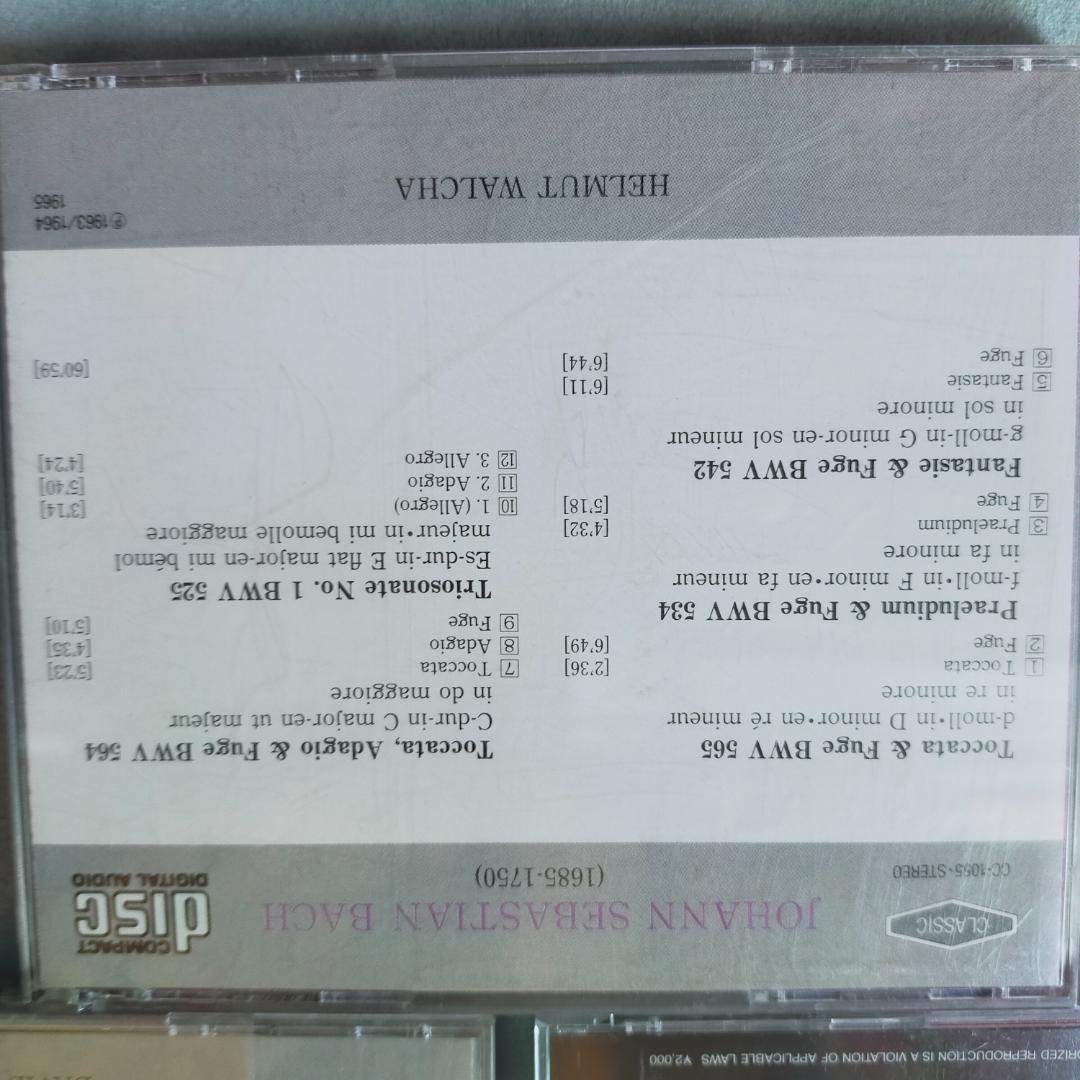 CLASSIC
CC-1055·STEREO
JOHANN SEBASTIAN BACH
(1685-1750)
COMPACT
disc
DIGITAL AUDIO
Toccata & Fuge BWV 565
d-moll•in D minor•en ré mineur
in re minore
1 Toccata [2'36]
2 Fuge [6'49]
Praeludium & Fuge BWV 534
f-moll•in F minor•en fa mineur
in fa minore
3 Praeludium [4'32]
4 Fuge [5'18]
Fantasie & Fuge BWV 542
g-moll-in G minor-en sol mineur
in sol minore
5 Fantasie [6'11]
6 Fuge [6'44]
Toccata, Adagio & Fuge BWV 564
C-dur-in C major-en ut majeur
in do maggiore
7 Toccata [5'23]
8 Adagio [4'35]
9 Fuge [5'10]
Triosonate No. 1 BWV 525
Es-dur-in E flat major-en mi bémol
majeur•in mi bemolle maggiore
10 1. (Allegro) [3'14]
11 2. Adagio [5'40]
12 3. Allegro [4'24]
[60'59]
HELMUT WALCHA
℗1963/1964
1965
REPRODUCTION IS A VIOLATION OF APPLICABLE LAWS ¥2,000